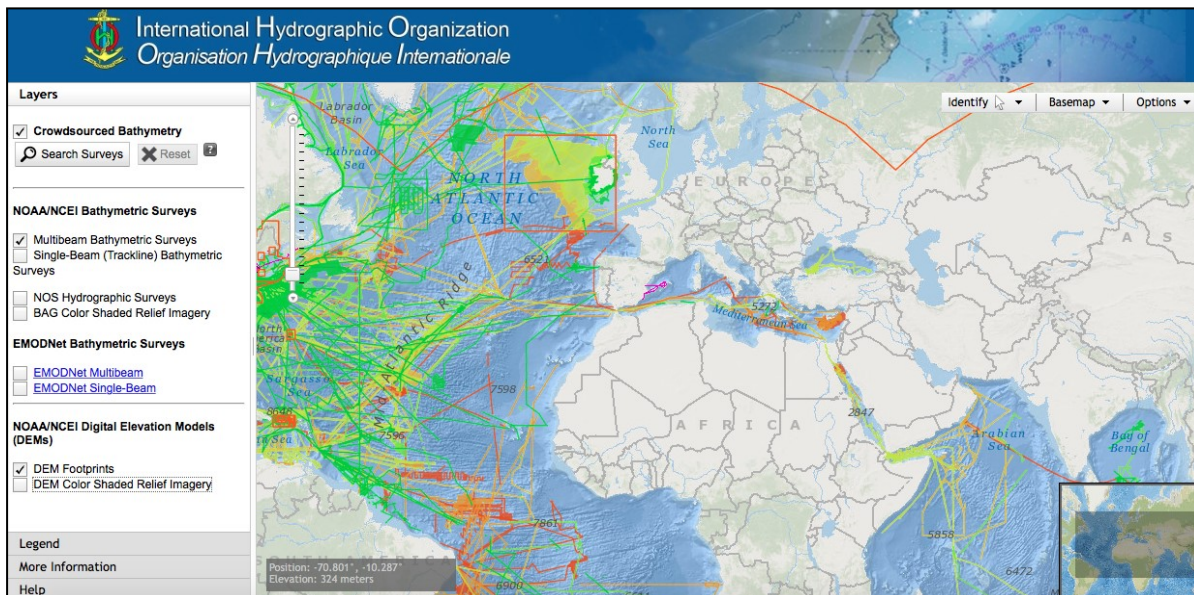 International Hydrographic Organization
Organisation Hydrographique Internationale
Layers
Identify
Basemap
Options
Crowdsourced Bathymetry
Search Surveys
Reset
?
NOAA/NCEI Bathymetric Surveys
Multibeam Bathymetric Surveys
Single-Beam (Trackline) Bathymetric
Surveys
NOS Hydrographic Surveys
BAG Color Shaded Relief Imagery
EMODNet Bathymetric Surveys
EMODNet Multibeam
EMODNet Single-Beam
NOAA/NCEI Digital Elevation Models
(DEMs)
DEM Footprints
DEM Color Shaded Relief Imagery
Legend
More Information
Help
Labrador
Basin
Labrador
Sea
North
Sea
NORTH
ATLANTIC
OCEAN
EUROPE
AS
6521
Mid Atlantic Ridge
5272
Mediterranean Sea
Sargasso
Sea
7598
8648
7596
AFRICA
2847
Arabian
Sea
Bay of
Bengal
7861
5858
6472
6900
Position: -70.801°, -10.287°
Elevation: 324 meters